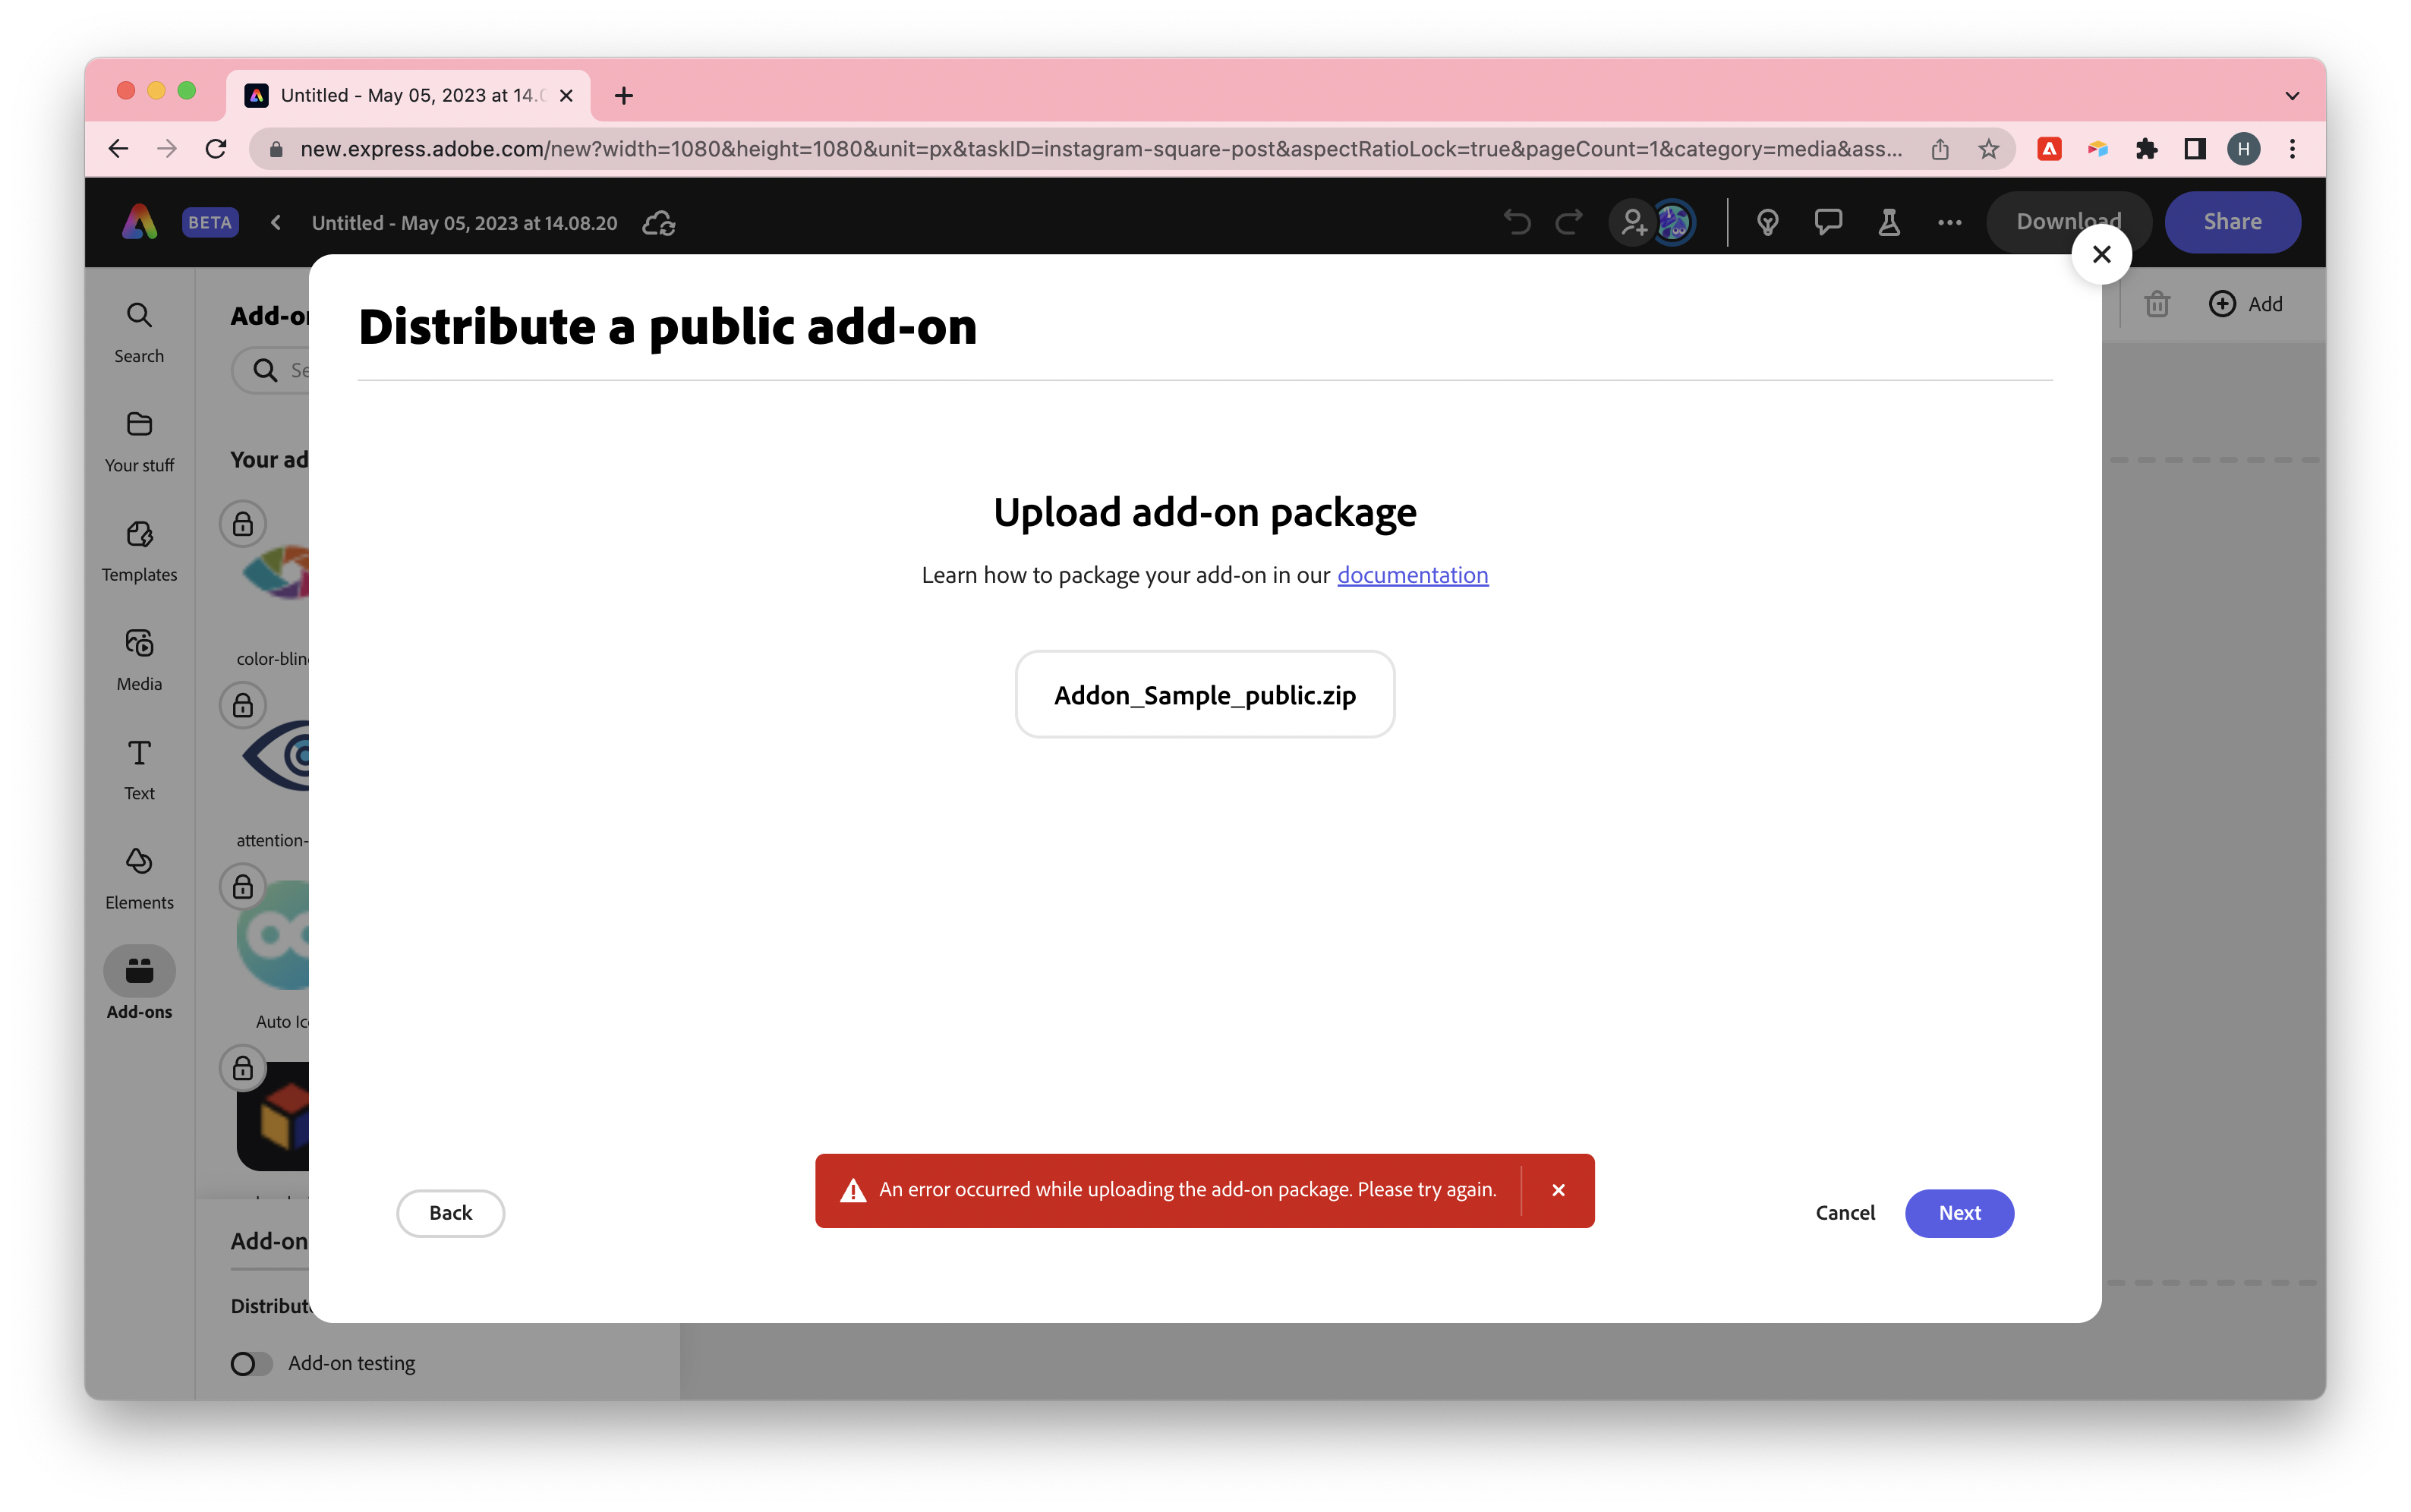 Untitled - May 05, 2023 at 14.0
new.express.adobe.com/new?width=1080&height=1080&unit=px&taskID=instagram-square-post&aspectRatioLock=true&pageCount=1&category=media&ass...
H
BETA
Untitled - May 05, 2023 at 14.08.20
Download
Share
Add
Search
Your stuff
Templates
Media
Text
Elements
Add-ons
Add-o
Se
Your ad
color-blin
attention-
Auto Ic
Add-on
Distribut
Add-on testing
Distribute a public add-on
Upload add-on package
Learn how to package your add-on in our documentation
Addon_Sample_public.zip
An error occurred while uploading the add-on package. Please try again.
Back
Cancel
Next